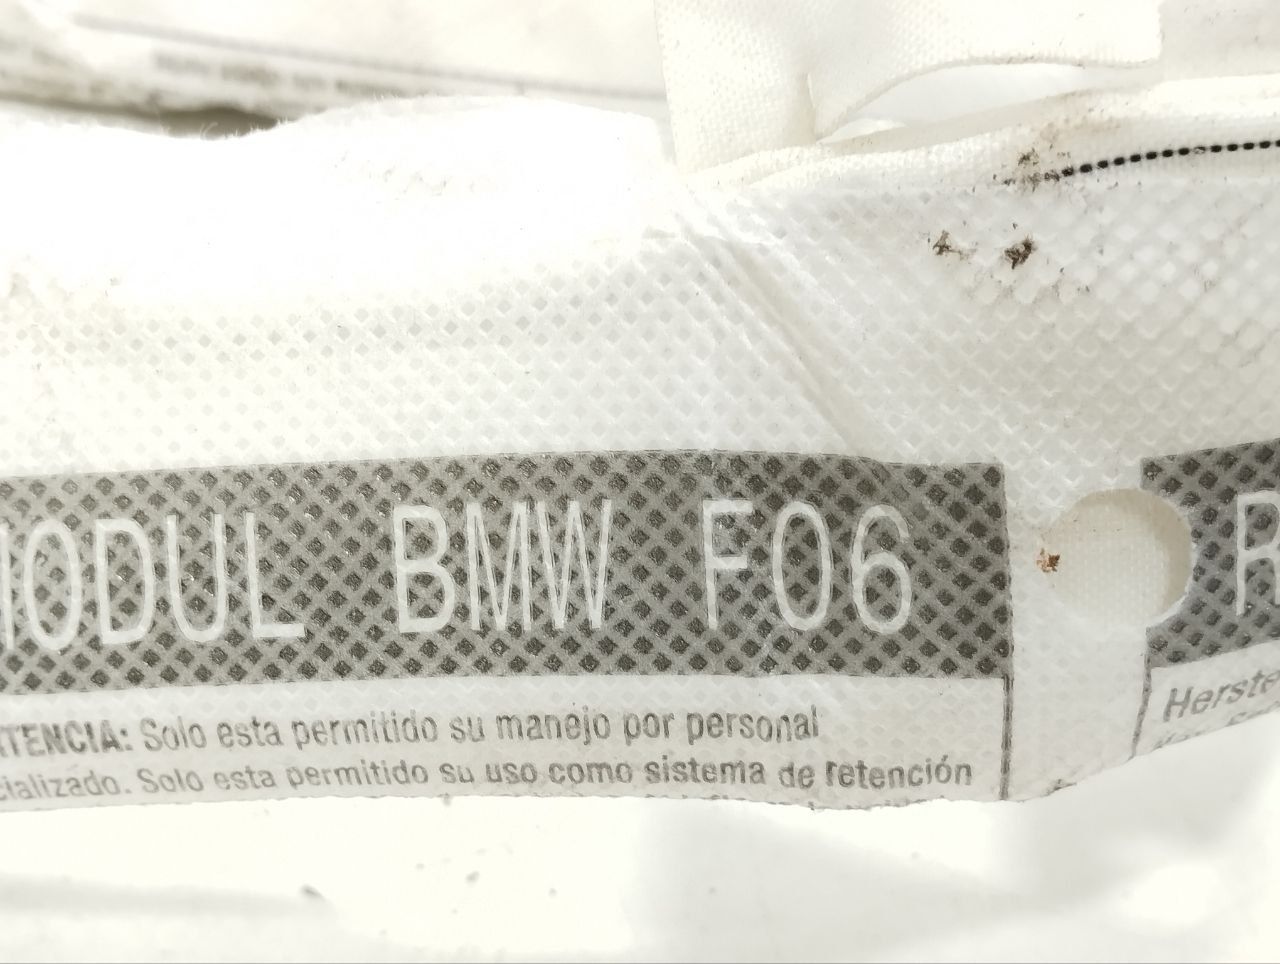 MODUL BMW F06
TENCIA: Solo esta permitido su manejo por personal
cializado. Solo esta permitido su uso como sistema de retención
R
Herste